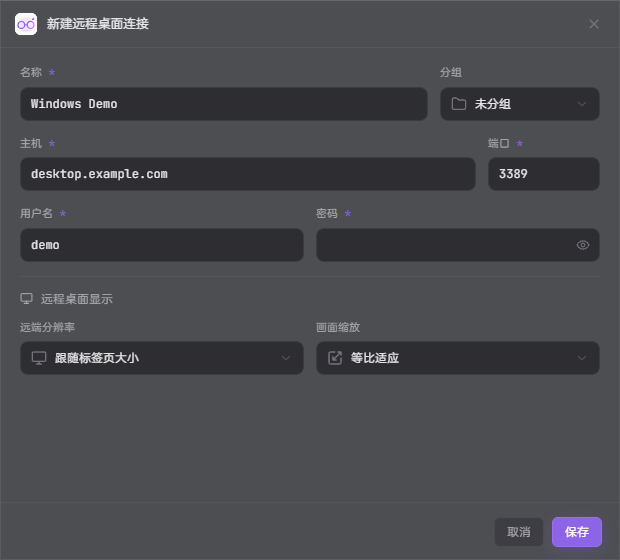 新建远程桌面连接
名称 * 分组
Windows Demo 未分组
主机 * 端口 *
desktop.example.com 3389
用户名 * 密码 *
demo
远程桌面显示
远端分辨率 画面缩放
跟随标签页大小 等比适应
取消 保存